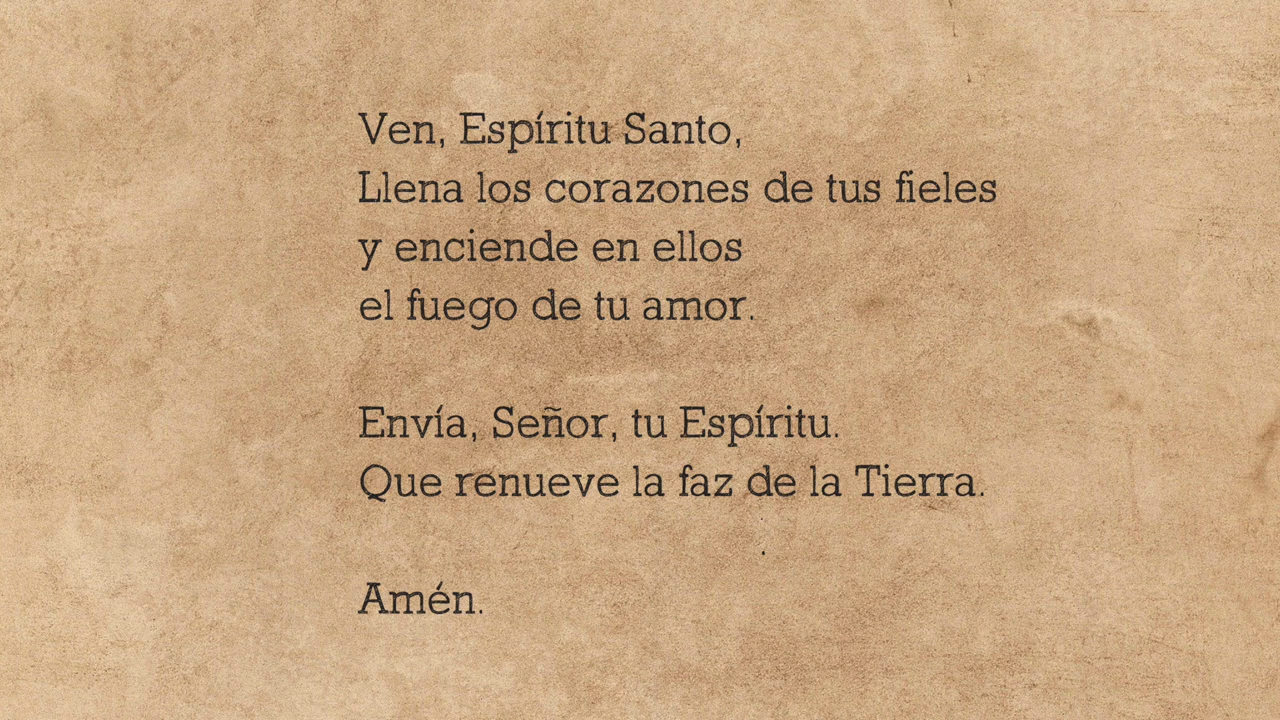 Ven, Espíritu Santo,
Llena los corazones de tus fieles
y enciende en ellos
el fuego de tu amor.
Envía, Señor, tu Espíritu.
Que renueve la faz de la Tierra.
Amén.